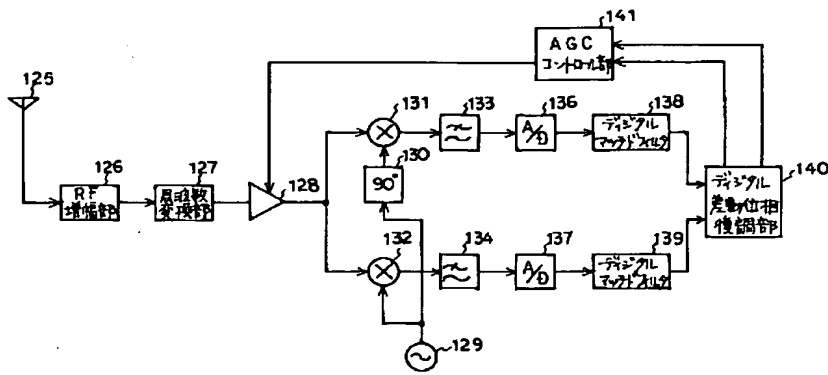 141
AGC
コントロール部
125
131
133
136
138
ディジタル
マッチドフィルタ
126
127
130
90°
140
RF
増幅部
周波数
変換部
128
ディジタル
差動位相
復調部
132
134
137
139
A/D
A/D
ディジタル
マッチドフィルタ
129